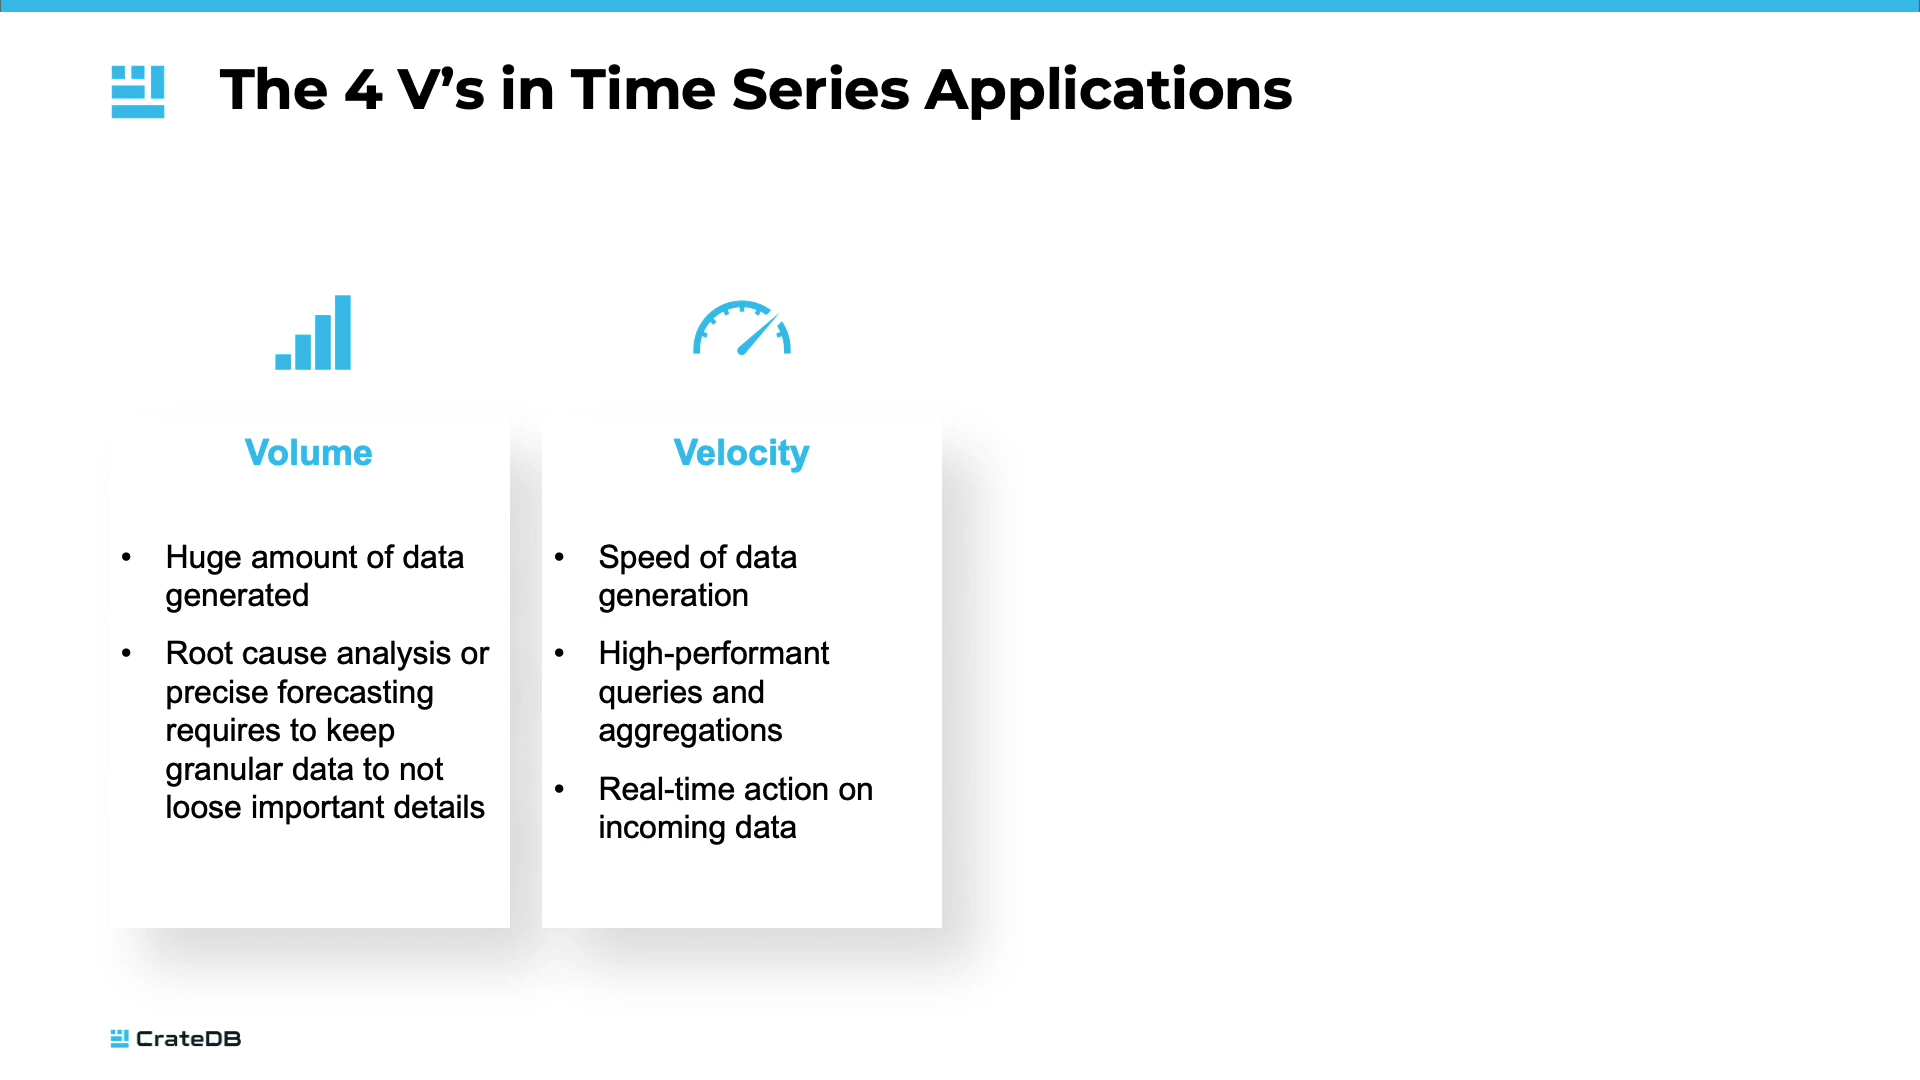 The 4 V’s in Time Series Applications
Volume
• Huge amount of data
generated
• Root cause analysis or
precise forecasting
requires to keep
granular data to not
loose important details
Velocity
• Speed of data
generation
• High-performant
queries and
aggregations
• Real-time action on
incoming data
CrateDB